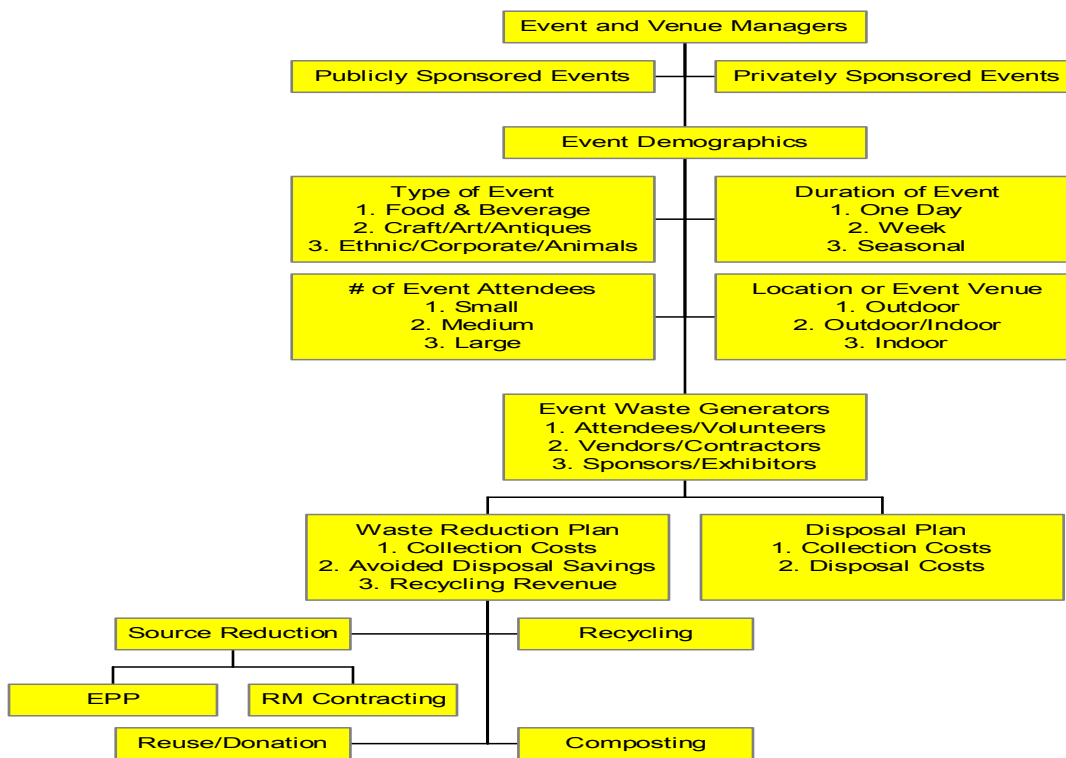 Event and Venue Managers
Publicly Sponsored Events
Privately Sponsored Events
Event Demographics
Type of Event
1. Food & Beverage
2. Craft/Art/Antiques
3. Ethnic/Corporate/Animals
Duration of Event
1. One Day
2. Week
3. Seasonal
# of Event Attendees
1. Small
2. Medium
3. Large
Location or Event Venue
1. Outdoor
2. Outdoor/Indoor
3. Indoor
Event Waste Generators
1. Attendees/Volunteers
2. Vendors/Contractors
3. Sponsors/Exhibitors
Waste Reduction Plan
1. Collection Costs
2. Avoided Disposal Savings
3. Recycling Revenue
Disposal Plan
1. Collection Costs
2. Disposal Costs
Source Reduction
Recycling
EPP
RM Contracting
Reuse/Donation
Composting